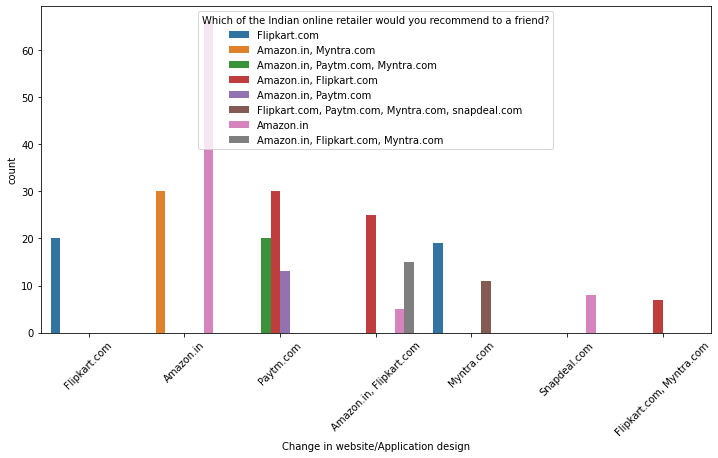 Which of the Indian online retailer would you recommend to a friend?
Flipkart.com
Amazon.in, Myntra.com
Amazon.in, Paytm.com, Myntra.com
Amazon.in, Flipkart.com
Amazon.in, Paytm.com
Flipkart.com, Paytm.com, Myntra.com, snapdeal.com
Amazon.in
Amazon.in, Flipkart.com, Myntra.com
60
50
40
30
20
10
0
count
Flipkart.com
Amazon.in
Paytm.com
Amazon.in, Flipkart.com
Myntra.com
Snapdeal.com
Flipkart.com, Myntra.com
Change in website/Application design